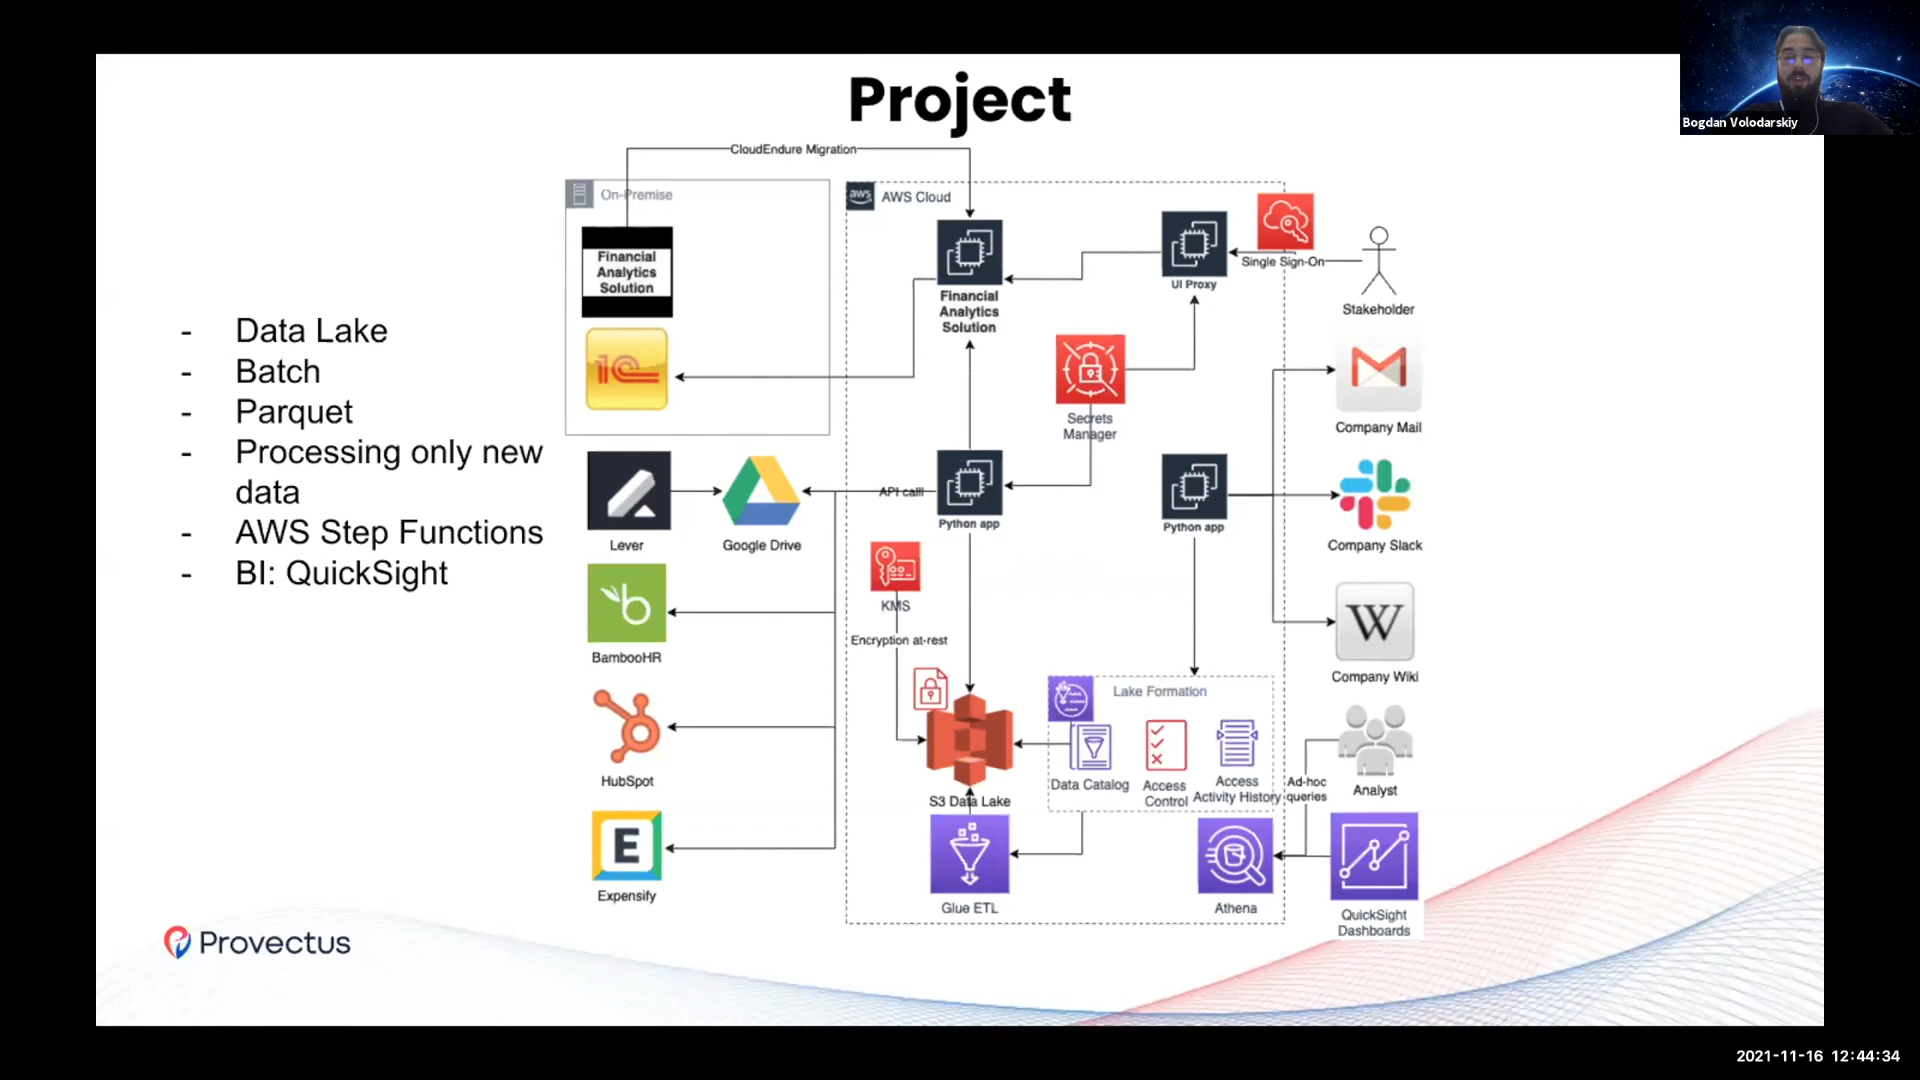 Project
Bogdan Volodarskiy
CloudEndure Migration
On-Premise
aws
AWS Cloud
Financial
Analytics
Solution
Financial
Analytics
Solution
UI Proxy
Single Sign-On
Stakeholder
- Data Lake
- Batch
- Parquet
- Processing only new
data
- AWS Step Functions
- BI: QuickSight
1C
Secrets
Manager
Company Mail
Lever
Google Drive
API call
Python app
Python app
Company Slack
KMS
Encryption at-rest
BambooHR
W
Company Wiki
HubSpot
S3 Data Lake
Lake Formation
Data Catalog
Access
Control
Access
Activity History
Ad-hoc
queries
Analyst
E
Expensify
Glue ETL
Athena
QuickSight
Dashboards
Provectus
2021-11-16 12:44:34